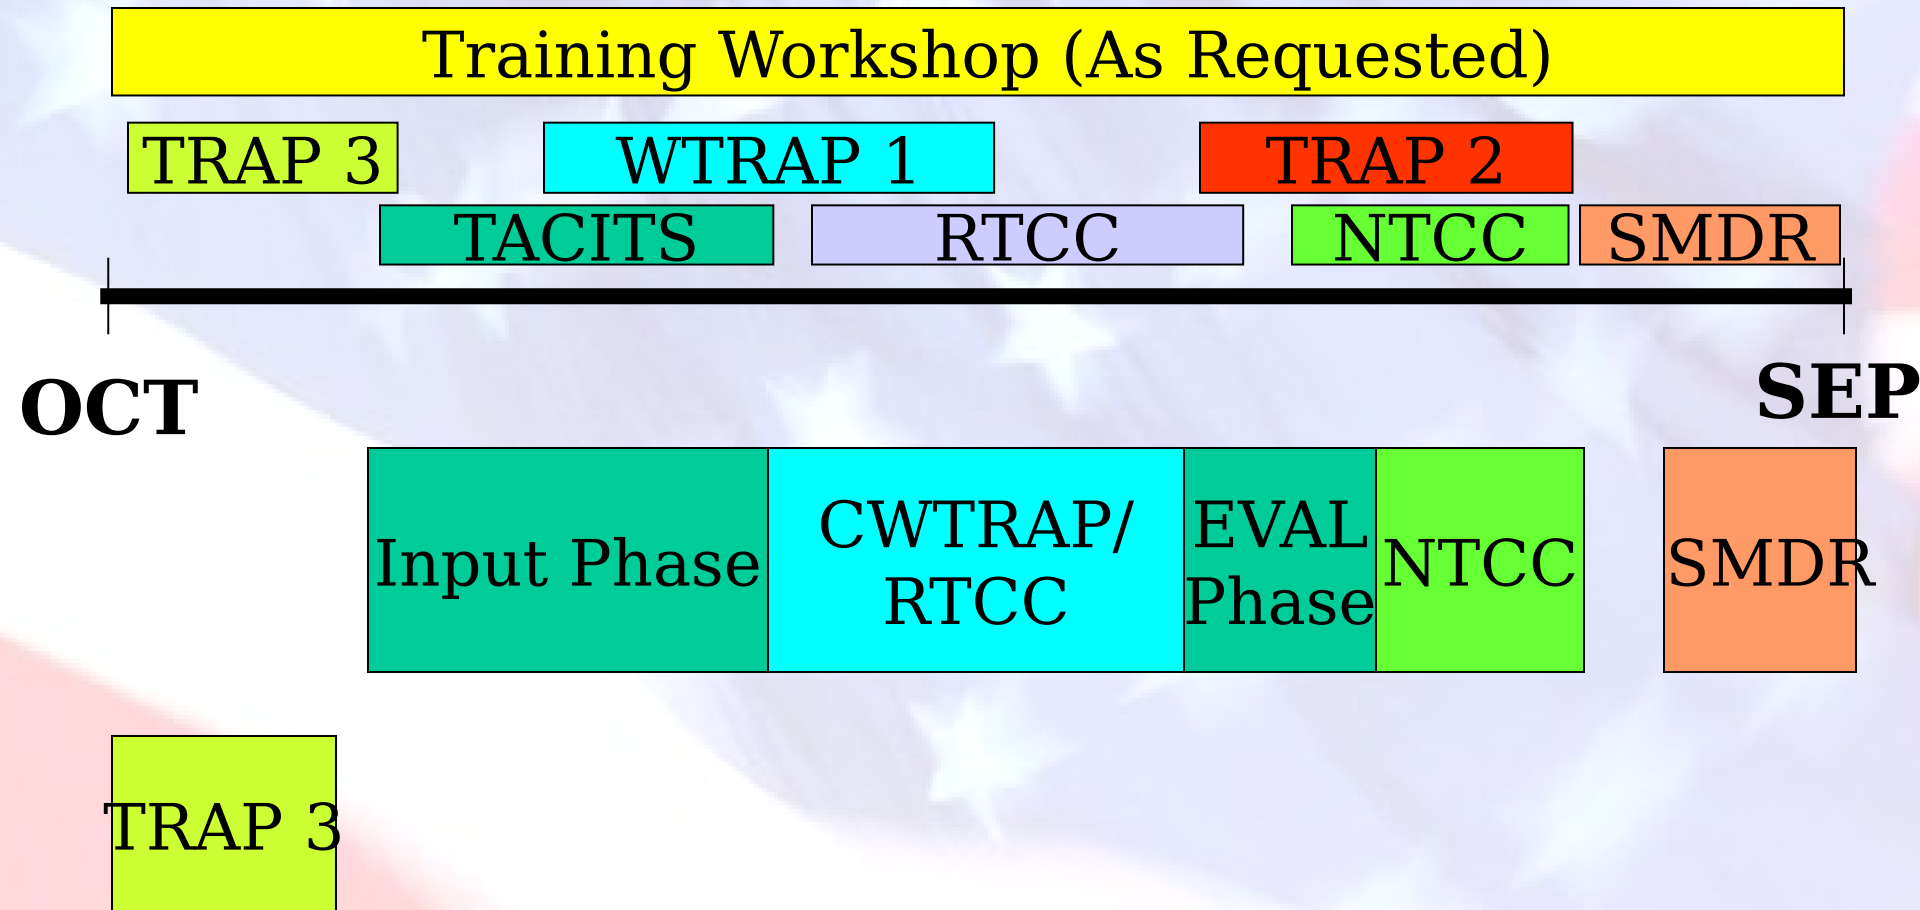 Training Workshop (As Requested)
TRAP 3
WTRAP 1
TRAP 2
TACITS
RTCC
NTCC
SMDR
OCT
SEP
Input Phase
CWTRAP/
RTCC
EVAL
Phase
NTCC
SMDR
TRAP 3